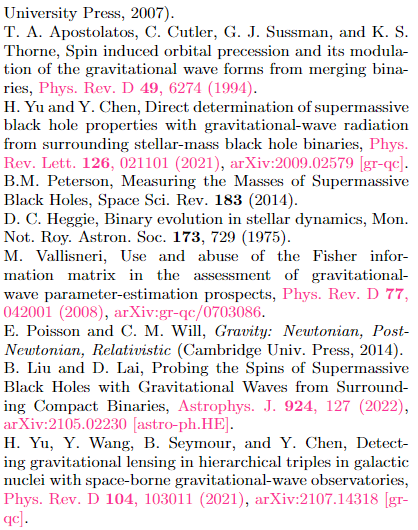 University Press, 2007).
T. A. Apostolatos, C. Cutler, G. J. Sussman, and K. S.
Thorne, Spin induced orbital precession and its modula-
tion of the gravitational wave forms from merging bina-
ries, Phys. Rev. D 49, 6274 (1994).
H. Yu and Y. Chen, Direct determination of supermassive
black hole properties with gravitational-wave radiation
from surrounding stellar-mass black hole binaries, Phys.
Rev. Lett. 126, 021101 (2021), arXiv:2009.02579 [gr-qc].
B.M. Peterson, Measuring the Masses of Supermassive
Black Holes, Space Sci. Rev. 183 (2014).
D. C. Heggie, Binary evolution in stellar dynamics, Mon.
Not. Roy. Astron. Soc. 173, 729 (1975).
M. Vallisneri, Use and abuse of the Fisher infor-
mation matrix in the assessment of gravitational-
wave parameter-estimation prospects, Phys. Rev. D 77,
042001 (2008), arXiv:gr-qc/0703086.
E. Poisson and C. M. Will, Gravity: Newtonian, Post-
Newtonian, Relativistic (Cambridge Univ. Press, 2014).
B. Liu and D. Lai, Probing the Spins of Supermassive
Black Holes with Gravitational Waves from Surround-
ing Compact Binaries, Astrophys. J. 924, 127 (2022),
arXiv:2105.02230 [astro-ph.HE].
H. Yu, Y. Wang, B. Seymour, and Y. Chen, Detect-
ing gravitational lensing in hierarchical triples in galactic
nuclei with space-borne gravitational-wave observatories,
Phys. Rev. D 104, 103011 (2021), arXiv:2107.14318 [gr-
qc].